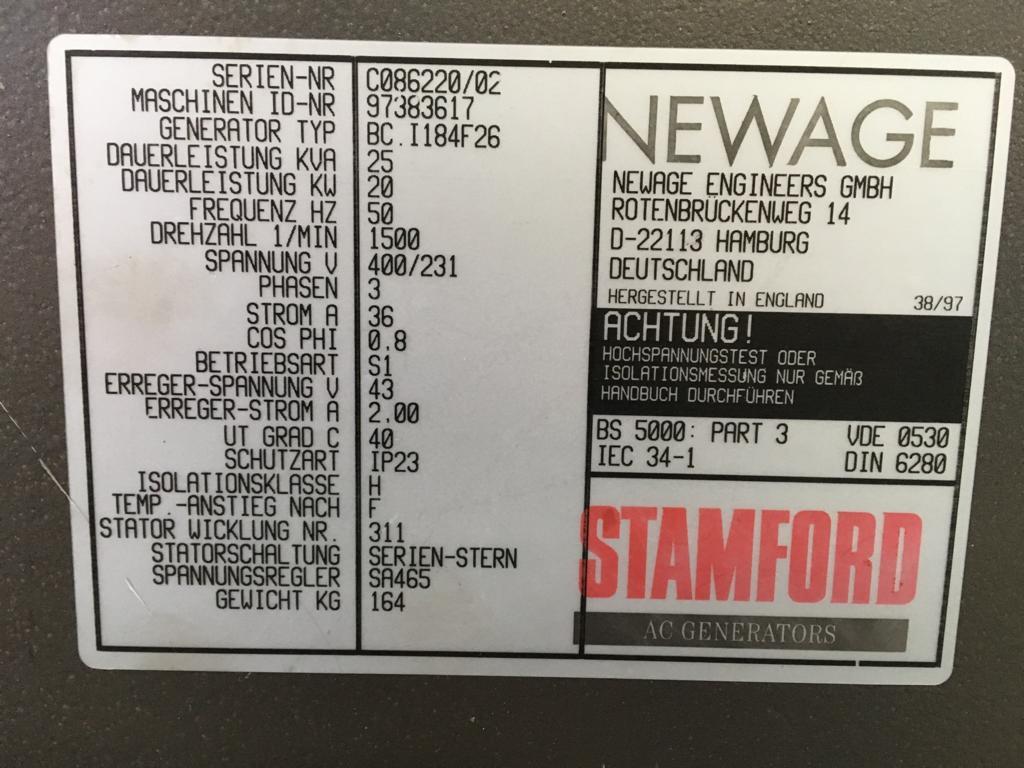 SERIEN-NR C086220/02
MASCHINEN ID-NR 97383617
GENERATOR TYP BC.I184F26
DAUERLEISTUNG KVA 25
DAUERLEISTUNG KW 20
FREQUENZ HZ 50
DREHZAHL 1/MIN 1500
SPANNUNG V 400/231
PHASEN 3
STROM A 36
COS PHI 0.8
BETRIEBSART S1
ERREGER-SPANNUNG V 43
ERREGER-STROM A 2.00
UT GRAD C 40
SCHUTZART IP23
ISOLATIONSKLASSE H
TEMP.-ANSTIEG NACH F
STATOR WICKLUNG NR. 311
STATORSCHALTUNG SERIEN-STERN
SPANNUNGSREGLER SA465
GEWICHT KG 164
NEWAGE
NEWAGE ENGINEERS GMBH
ROTENBRÜCKENWEG 14
D-22113 HAMBURG
DEUTSCHLAND
HERGESTELLT IN ENGLAND 38/97
ACHTUNG!
HOCHSPANNUNGSTEST ODER
ISOLATIONSMESSUNG NUR GEMÄß
HANDBUCH DURCHFÜHREN
BS 5000: PART 3 VDE 0530
IEC 34-1 DIN 6280
STAMFORD
AC GENERATORS